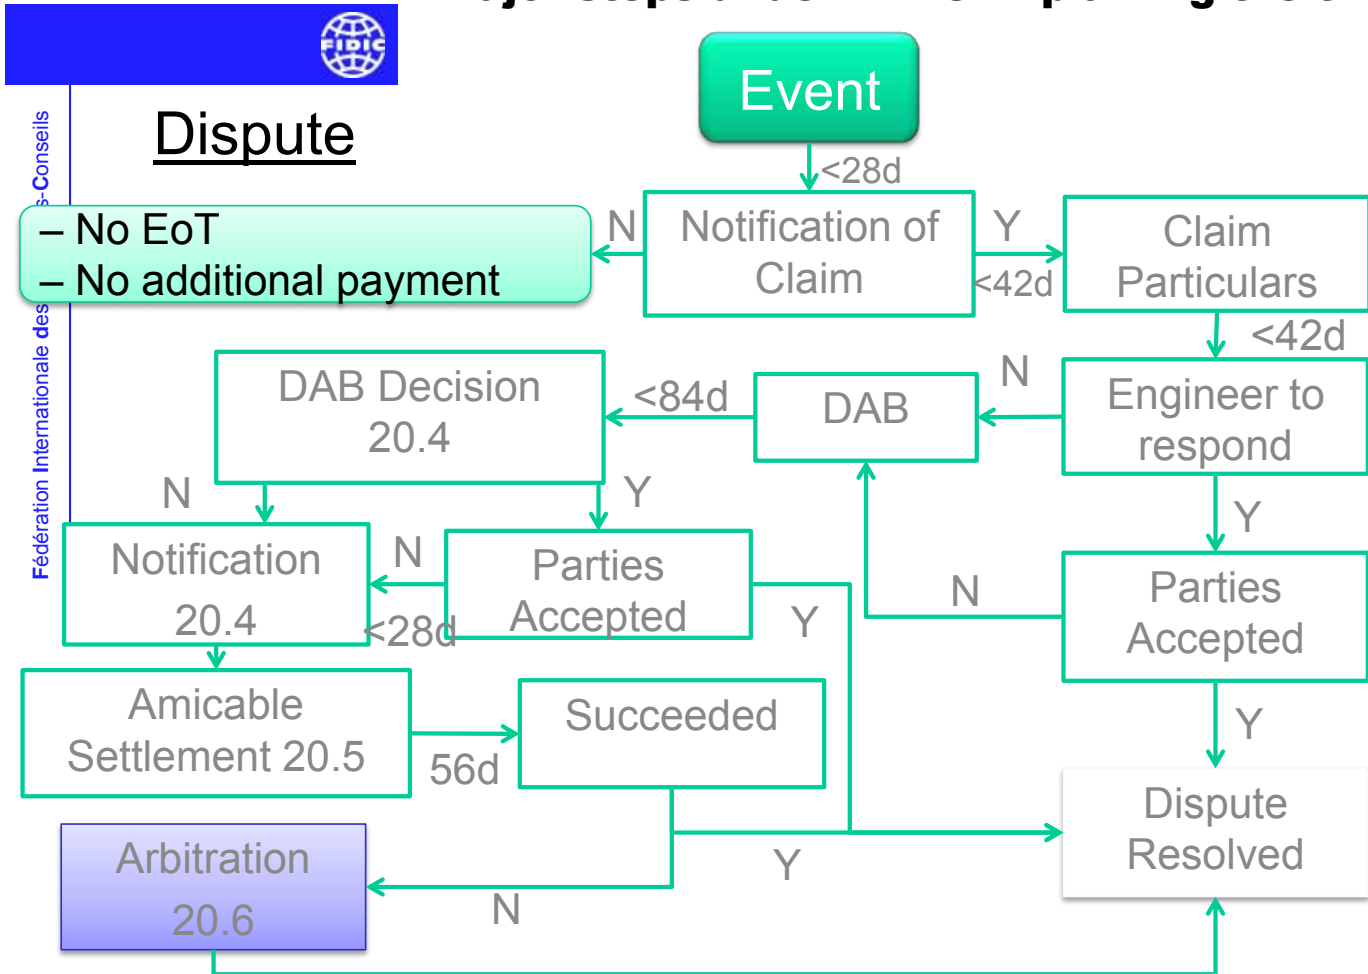 FIDIC
Event
Dispute
<28d
– No EoT
– No additional payment
N
Notification of
Claim
Y
<42d
Claim
Particulars
<42d
DAB Decision
20.4
<84d
DAB
N
Engineer to
respond
N
Y
Y
Notification
20.4
N
<28d
Parties
Accepted
Y
N
Parties
Accepted
Amicable
Settlement 20.5
56d
Succeeded
Y
Dispute
Resolved
Arbitration
20.6
N
Y
Fédération Internationale des
-Conseils